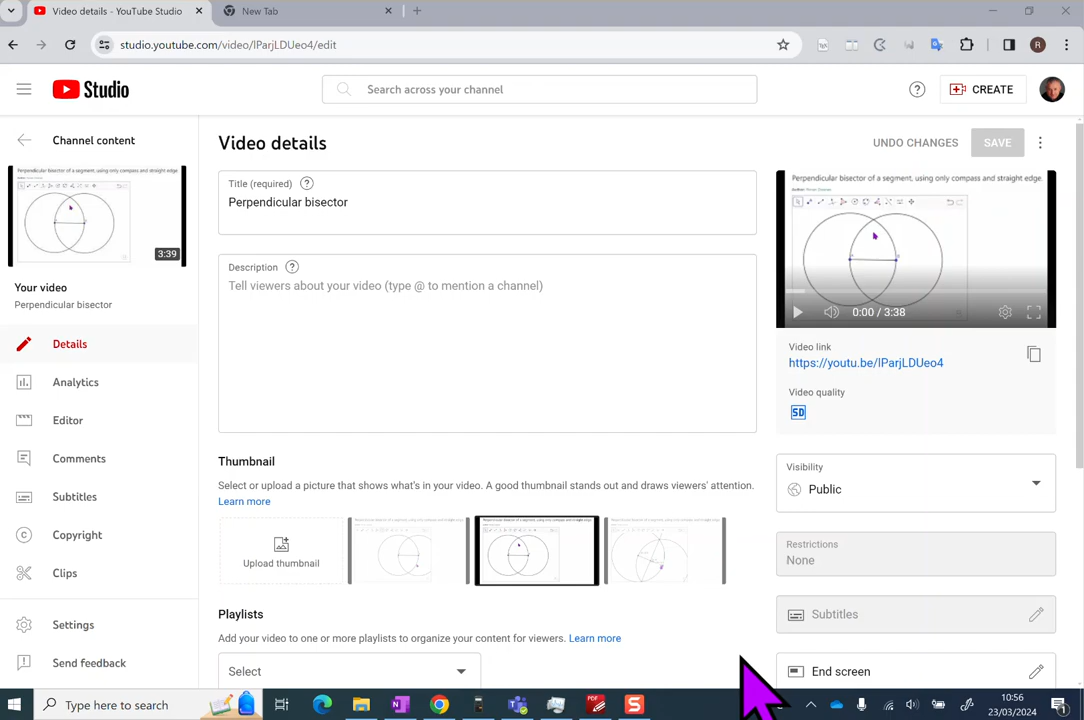 Video details - YouTube Studio
New Tab
studio.youtube.com/video/lParjLDUeo4/edit
R
Studio
Search across your channel
CREATE
Channel content
Video details
UNDO CHANGES
SAVE
Perpendicular bisector of a segment, using only compass and straight edge.
3:39
Your video
Perpendicular bisector
Title (required)
Perpendicular bisector
Description
Tell viewers about your video (type @ to mention a channel)
Perpendicular bisector of a segment, using only compass and straight edge.
0:00 / 3:38
Video link
https://youtu.be/lParjLDUeo4
Video quality
SD
Details
Analytics
Editor
Comments
Subtitles
Copyright
Clips
Settings
Send feedback
Thumbnail
Select or upload a picture that shows what's in your video. A good thumbnail stands out and draws viewers' attention.
Learn more
Upload thumbnail
Playlists
Add your video to one or more playlists to organize your content for viewers. Learn more
Select
Visibility
Public
Restrictions
None
Subtitles
End screen
Type here to search
10:56
23/03/2024